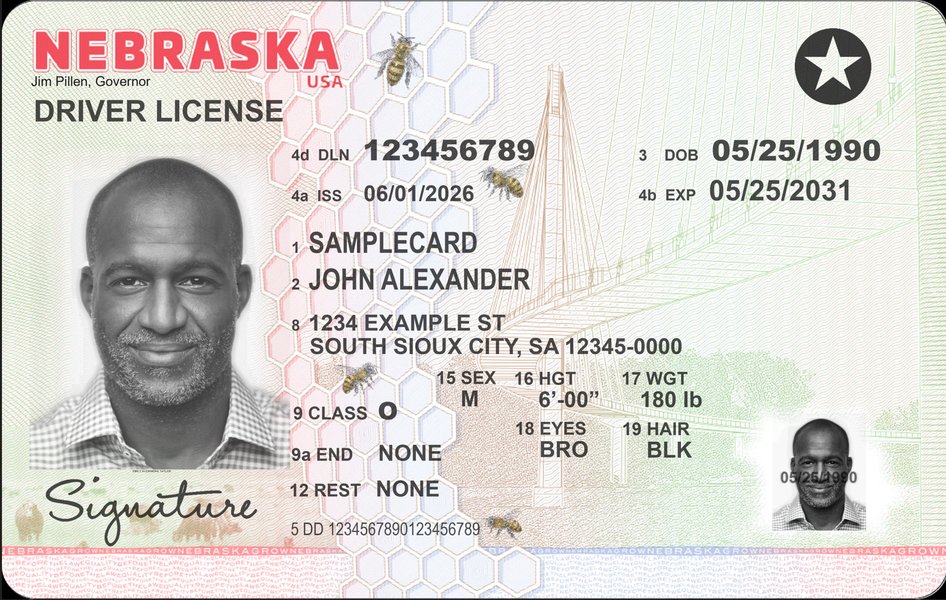 NEBRASKA
USA
Jim Pillen, Governor
DRIVER LICENSE
4d DLN 123456789
3 DOB 05/25/1990
4a ISS 06/01/2026
4b EXP 05/25/2031
1 SAMPLECARD
2 JOHN ALEXANDER
8 1234 EXAMPLE ST
SOUTH SIOUX CITY, SA 12345-0000
15 SEX 16 HGT 17 WGT
M 6’-00” 180 lb
9 CLASS O
18 EYES 19 HAIR
BRO BLK
9a END NONE
12 REST NONE
05/25/1990
Signature
5 DD 1234567890123456789
NEBRASKAGROWNEBRASKAGROWNEBRASKAGROWNEBRASKAGROW